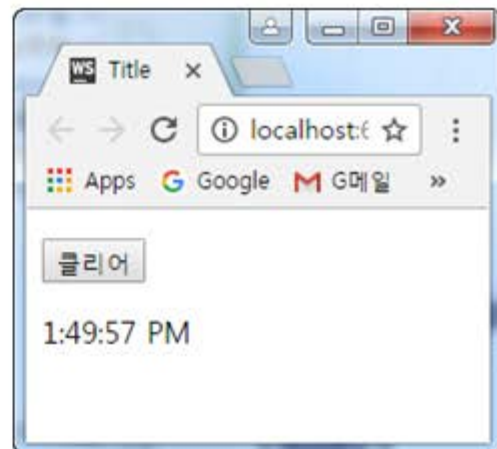 WS Title
localhost:6
Apps Google G메일 »
클리어
1:49:57 PM